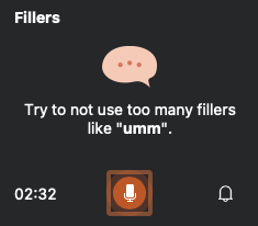 Fillers
Try to not use too many fillers
like "umm".
02:32